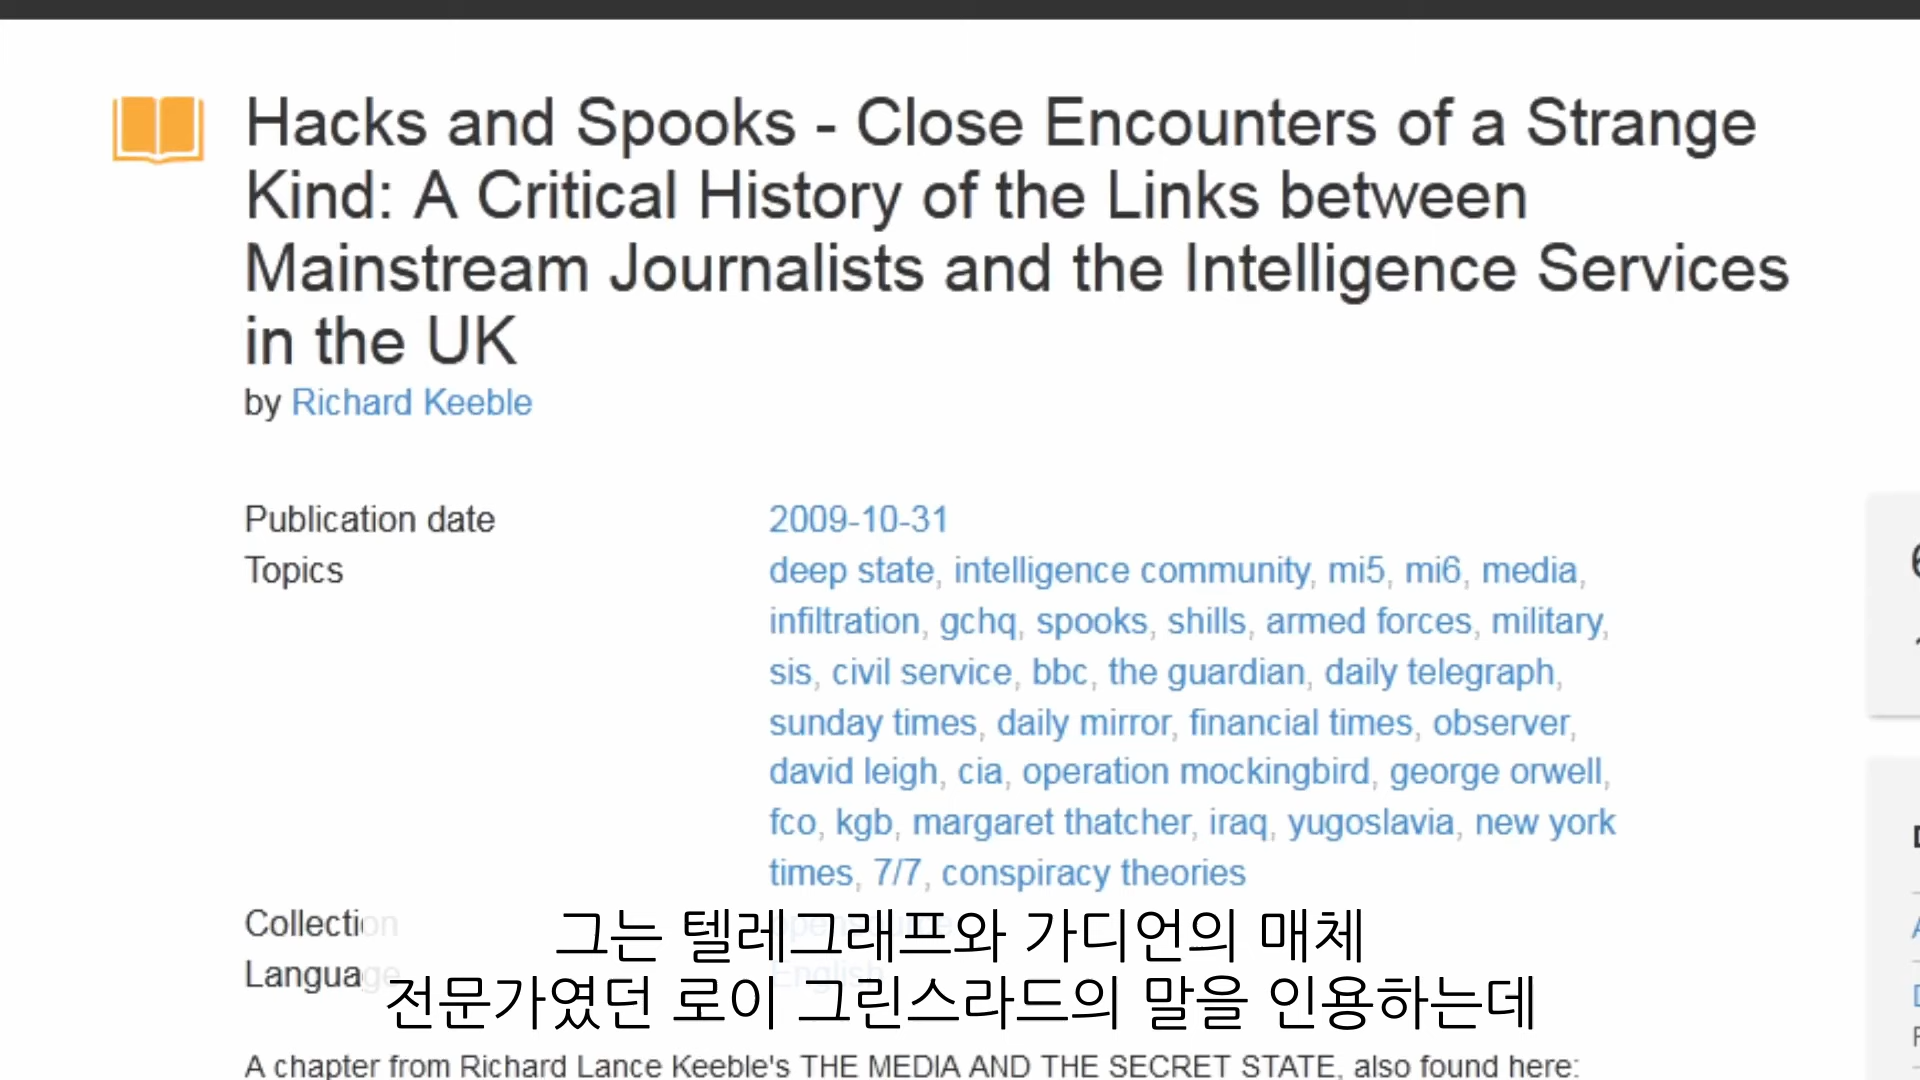 Hacks and Spooks - Close Encounters of a Strange
Kind: A Critical History of the Links between
Mainstream Journalists and the Intelligence Services
in the UK
by Richard Keeble
Publication date 2009-10-31
Topics deep state, intelligence community, mi5, mi6, media,
infiltration, gchq, spooks, shills, armed forces, military,
sis, civil service, bbc, the guardian, daily telegraph,
sunday times, daily mirror, financial times, observer,
david leigh, cia, operation mockingbird, george orwell,
fco, kgb, margaret thatcher, iraq, yugoslavia, new york
times, 7/7, conspiracy theories
Collection
Language English
그는 텔레그래프와 가디언의 매체
전문가였던 로이 그린스라드의 말을 인용하는데
A chapter from Richard Lance Keeble's THE MEDIA AND THE SECRET STATE, also found here: